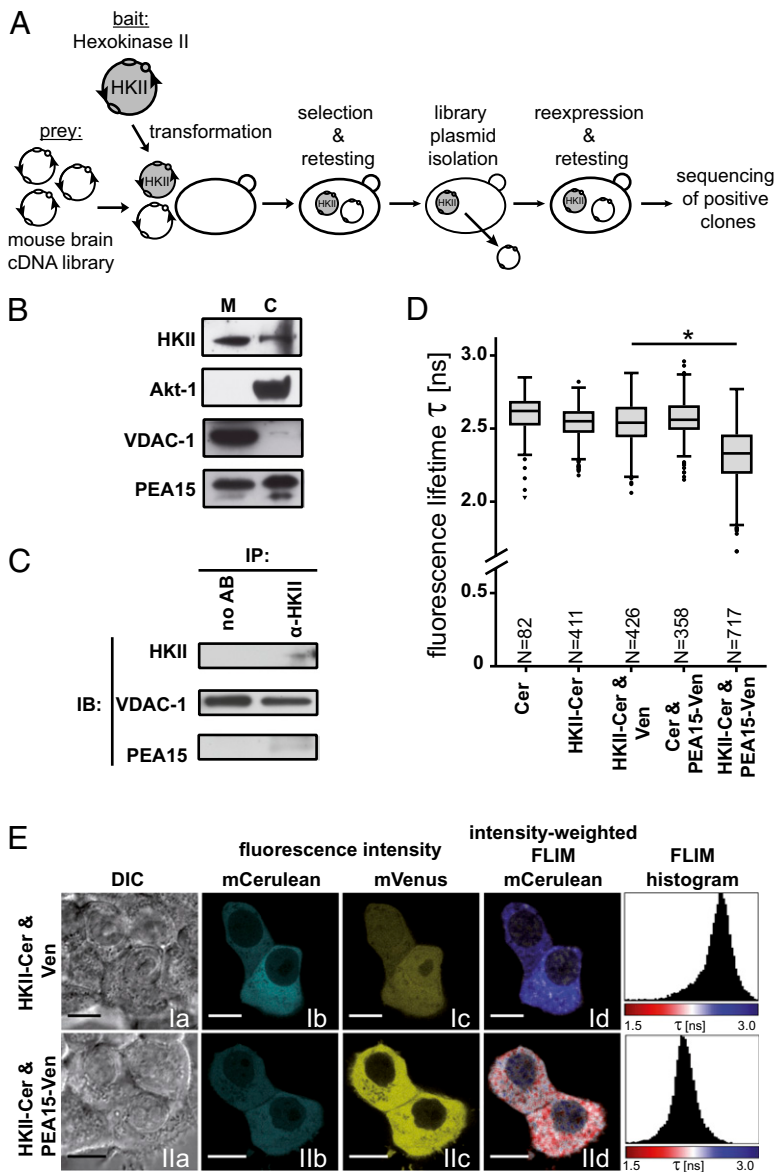 A
bait:
Hexokinase II
HKII
prey:
transformation
HKII
mouse brain
cDNA library
selection
&
retesting
HKII
library
plasmid
isolation
HKII
reexpression
&
retesting
HKII
sequencing
of positive
clones
B
M C
HKII
Akt-1
VDAC-1
PEA15
C
IP:
no AB
α-HKII
IB:
HKII
VDAC-1
PEA15
D
fluorescence lifetime τ [ns]
3.0
2.5
2.0
0.5
0
*
N=82
N=411
N=426
N=358
N=717
Cer
HKII-Cer
HKII-Cer &
Ven
Cer &
PEA15-Ven
HKII-Cer &
PEA15-Ven
E
fluorescence intensity
intensity-weighted
DIC
mCerulean
mVenus
FLIM
mCerulean
FLIM
histogram
HKII-Cer &
Ven
Ia
Ib
Ic
Id
1.5 τ [ns] 3.0
HKII-Cer &
PEA15-Ven
IIa
IIb
IIc
IId
1.5 τ [ns] 3.0